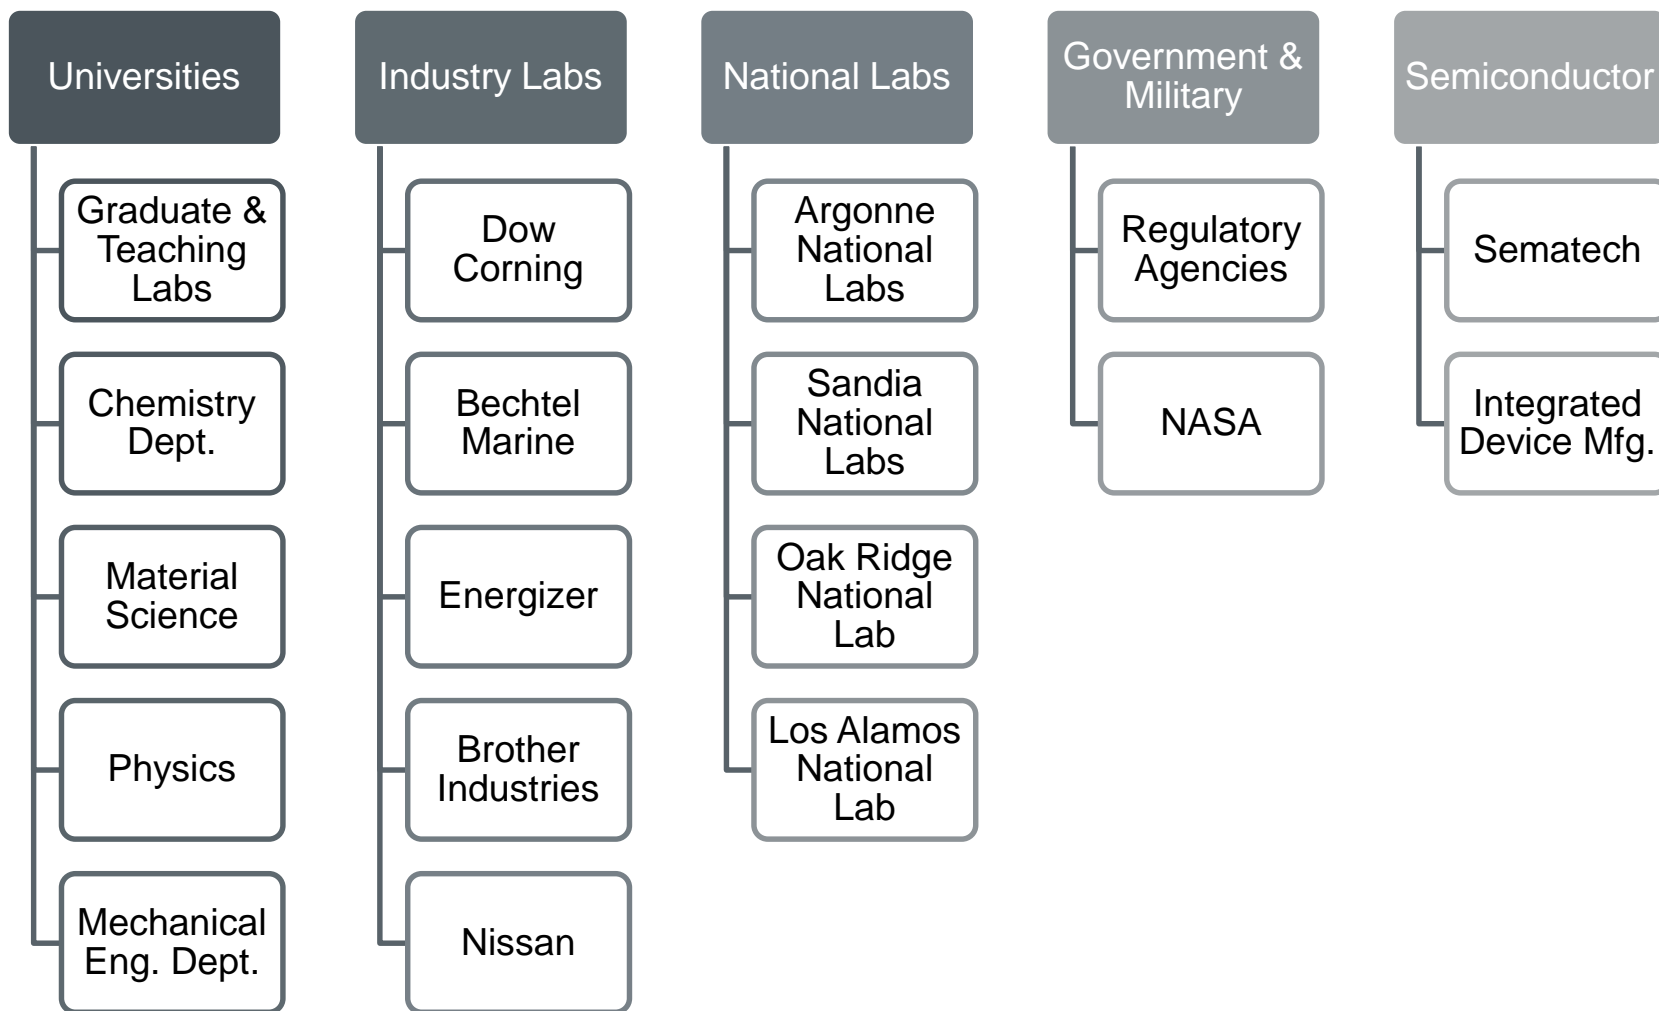 Universities
Graduate &
Teaching
Labs
Chemistry
Dept.
Material
Science
Physics
Mechanical
Eng. Dept.
Industry Labs
Dow
Corning
Bechtel
Marine
Energizer
Brother
Industries
Nissan
National Labs
Argonne
National
Labs
Sandia
National
Labs
Oak Ridge
National
Lab
Los Alamos
National
Lab
Government &
Military
Regulatory
Agencies
NASA
Semiconductor
Sematech
Integrated
Device Mfg.